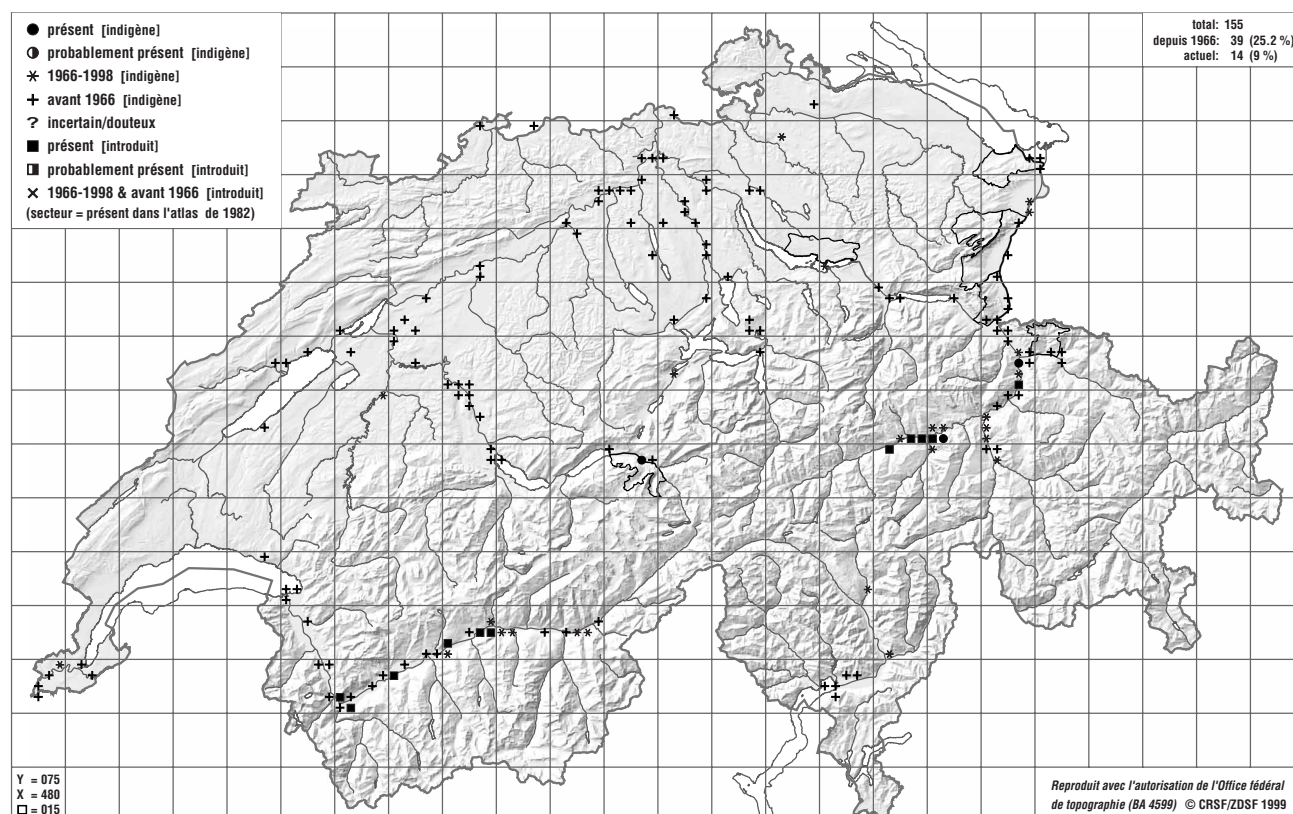 ● présent [indigène]
◑ probablement présent [indigène]
✳ 1966-1998 [indigène]
+ avant 1966 [indigène]
? incertain/douteux
■ présent [introduit]
◨ probablement présent [introduit]
× 1966-1998 & avant 1966 [introduit]
(secteur = présent dans l'atlas de 1982)
total: 155
depuis 1966: 39 (25.2 %)
actuel: 14 (9 %)
Y = 075
X = 480
□ = 015
Reproduit avec l'autorisation de l'Office fédéral
de topographie (BA 4599) © CRSF/ZDSF 1999